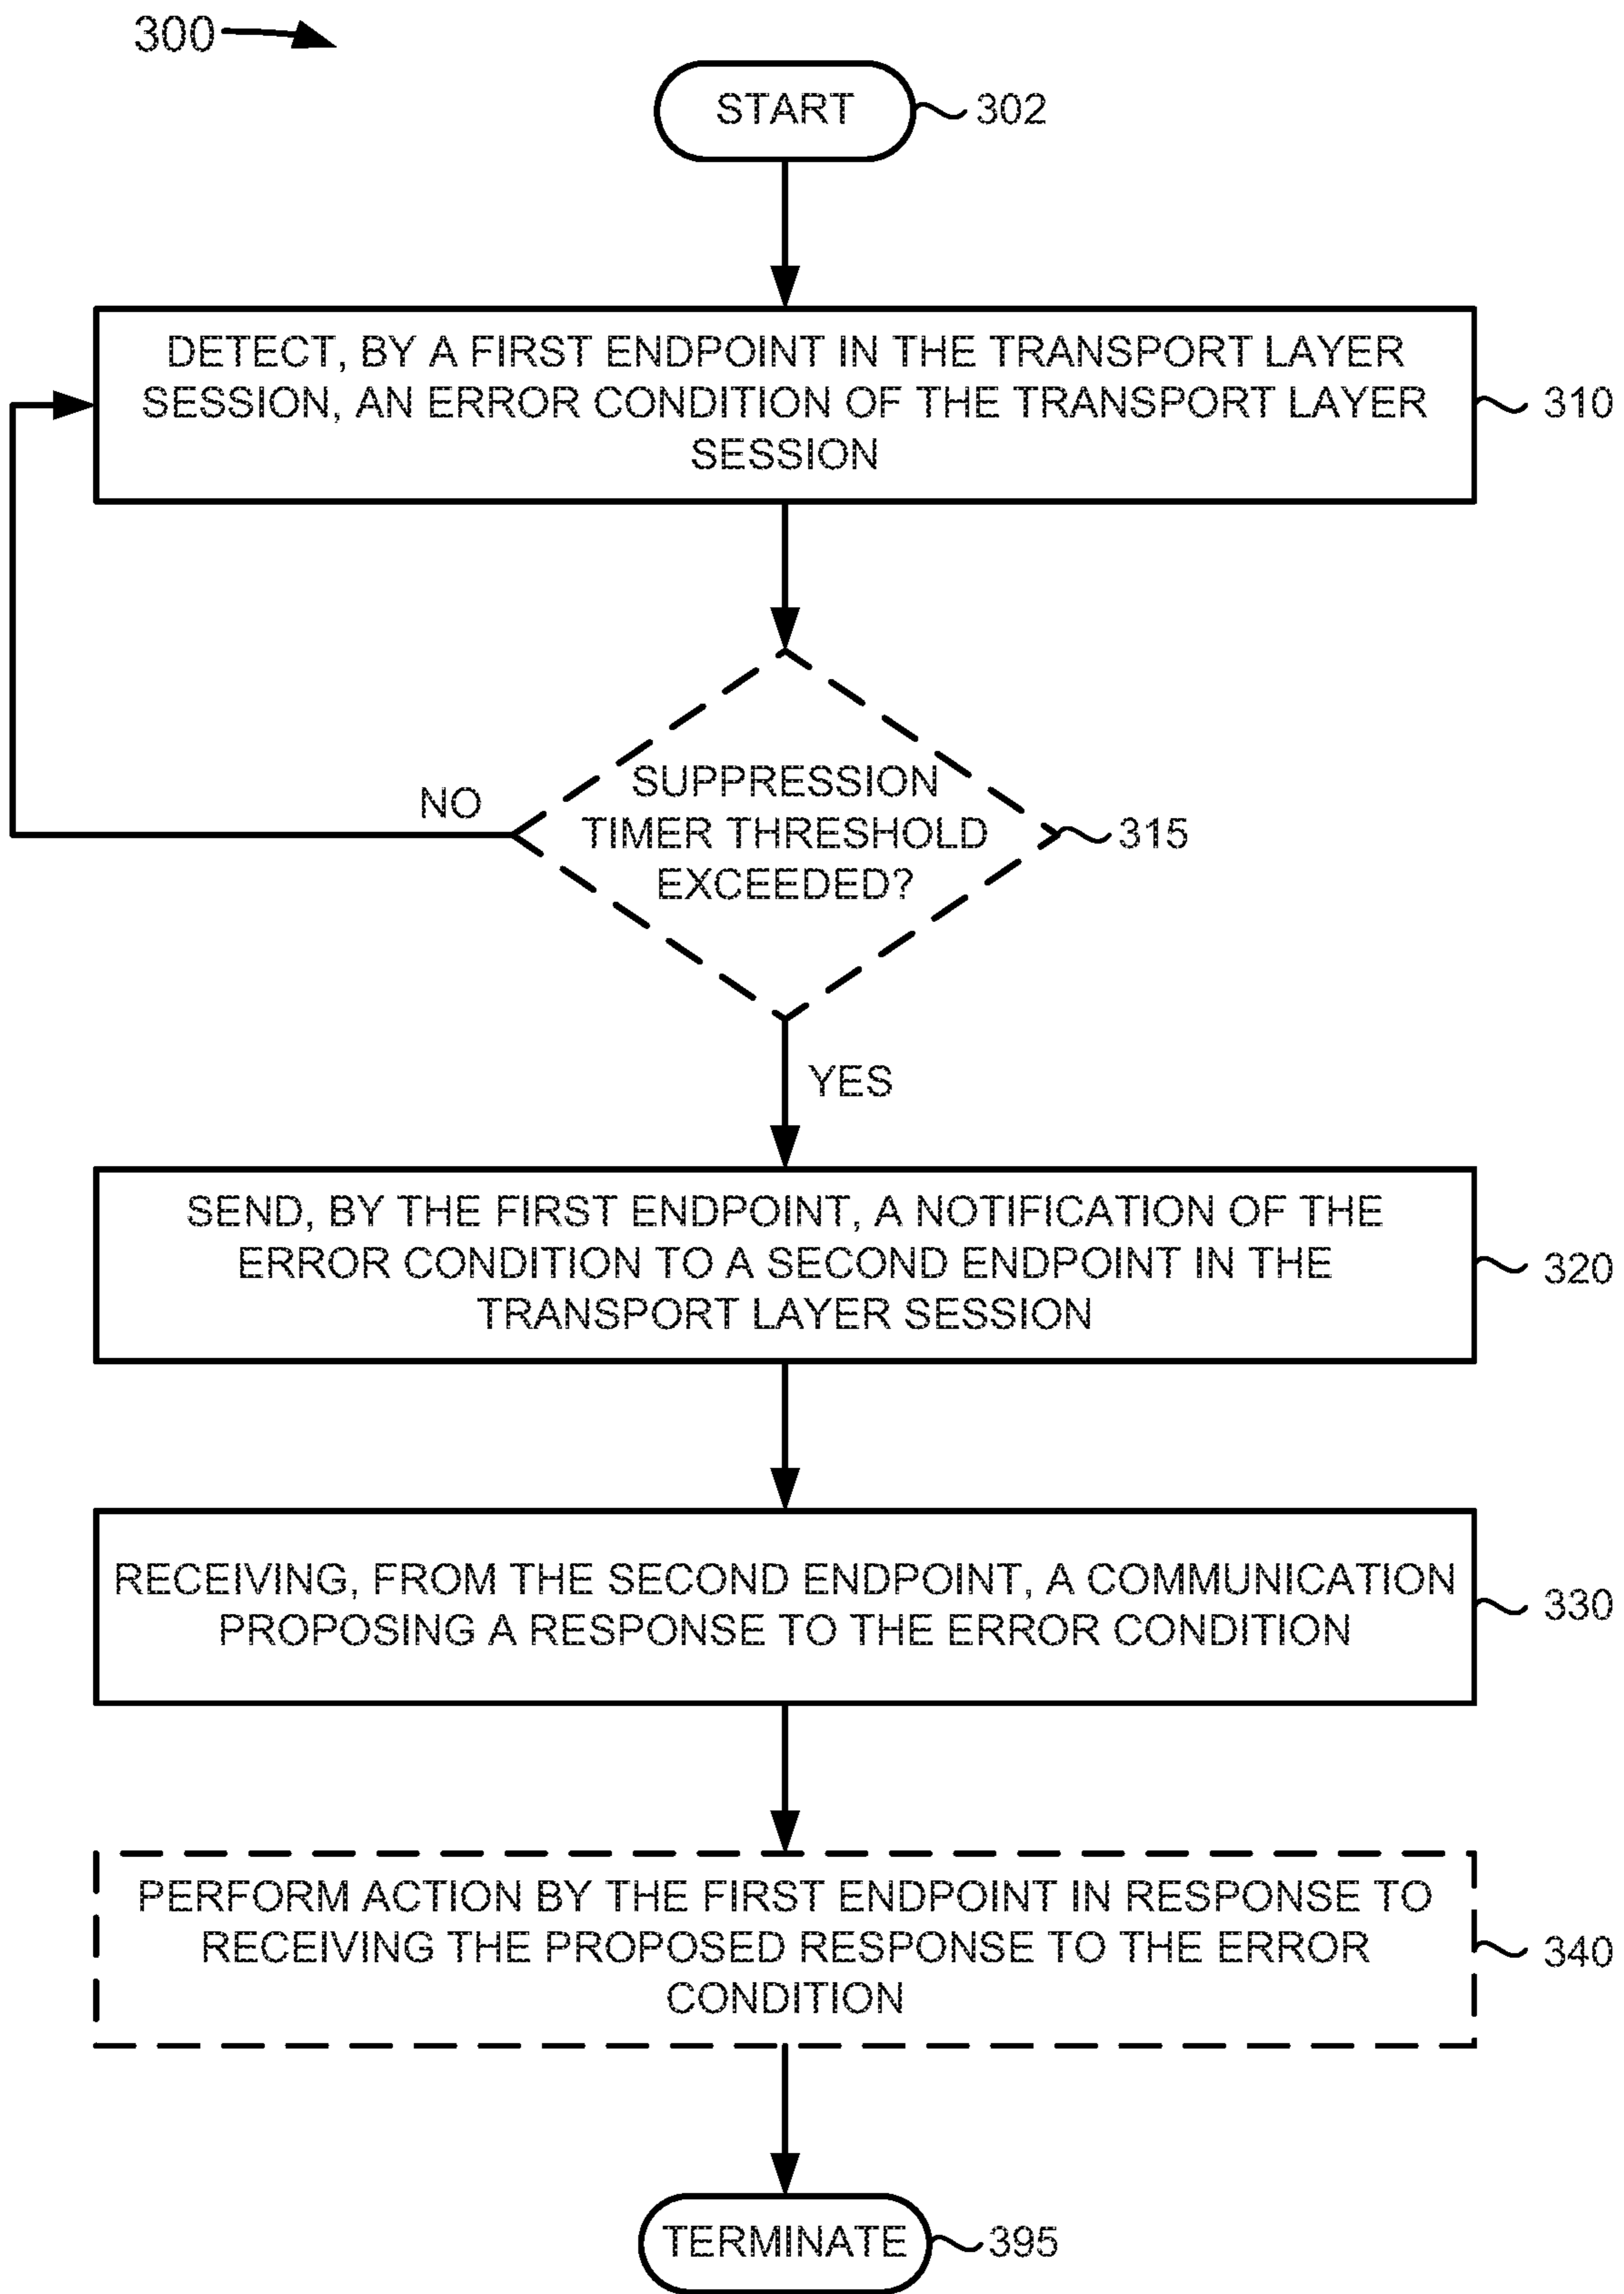 300
START
302
DETECT, BY A FIRST ENDPOINT IN THE TRANSPORT LAYER
SESSION, AN ERROR CONDITION OF THE TRANSPORT LAYER
SESSION
310
SUPPRESSION
TIMER THRESHOLD
EXCEEDED?
315
NO
YES
SEND, BY THE FIRST ENDPOINT, A NOTIFICATION OF THE
ERROR CONDITION TO A SECOND ENDPOINT IN THE
TRANSPORT LAYER SESSION
320
RECEIVING, FROM THE SECOND ENDPOINT, A COMMUNICATION
PROPOSING A RESPONSE TO THE ERROR CONDITION
330
PERFORM ACTION BY THE FIRST ENDPOINT IN RESPONSE TO
RECEIVING THE PROPOSED RESPONSE TO THE ERROR
CONDITION
340
TERMINATE
395